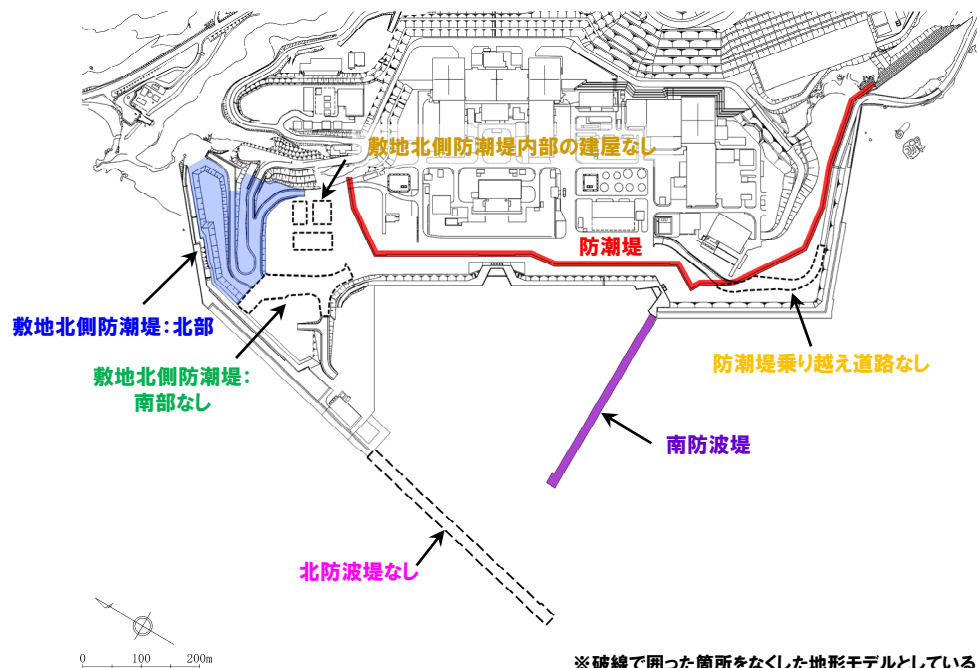 敷地北側防潮堤内部の建屋なし
防潮堤
敷地北側防潮堤：北部
敷地北側防潮堤：
南部なし
防潮堤乗り越え道路なし
南防波堤
北防波堤なし
0 100 200m
※破線で囲った箇所をなくした地形モデルとしている